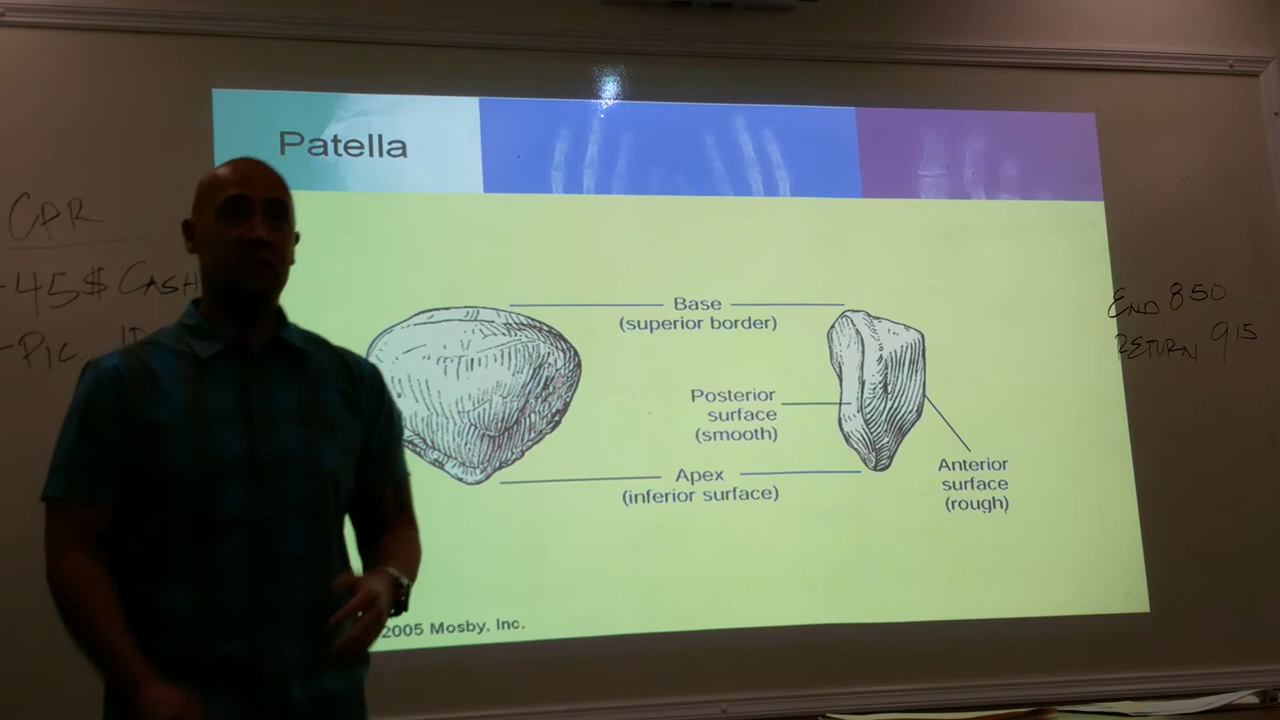 Patella
CPR
-45$ CASH
-PIC. ID
Base
(superior border)
Posterior
surface
(smooth)
Apex
(inferior surface)
Anterior
surface
(rough)
2005 Mosby, Inc.
END 850
RETURN 915